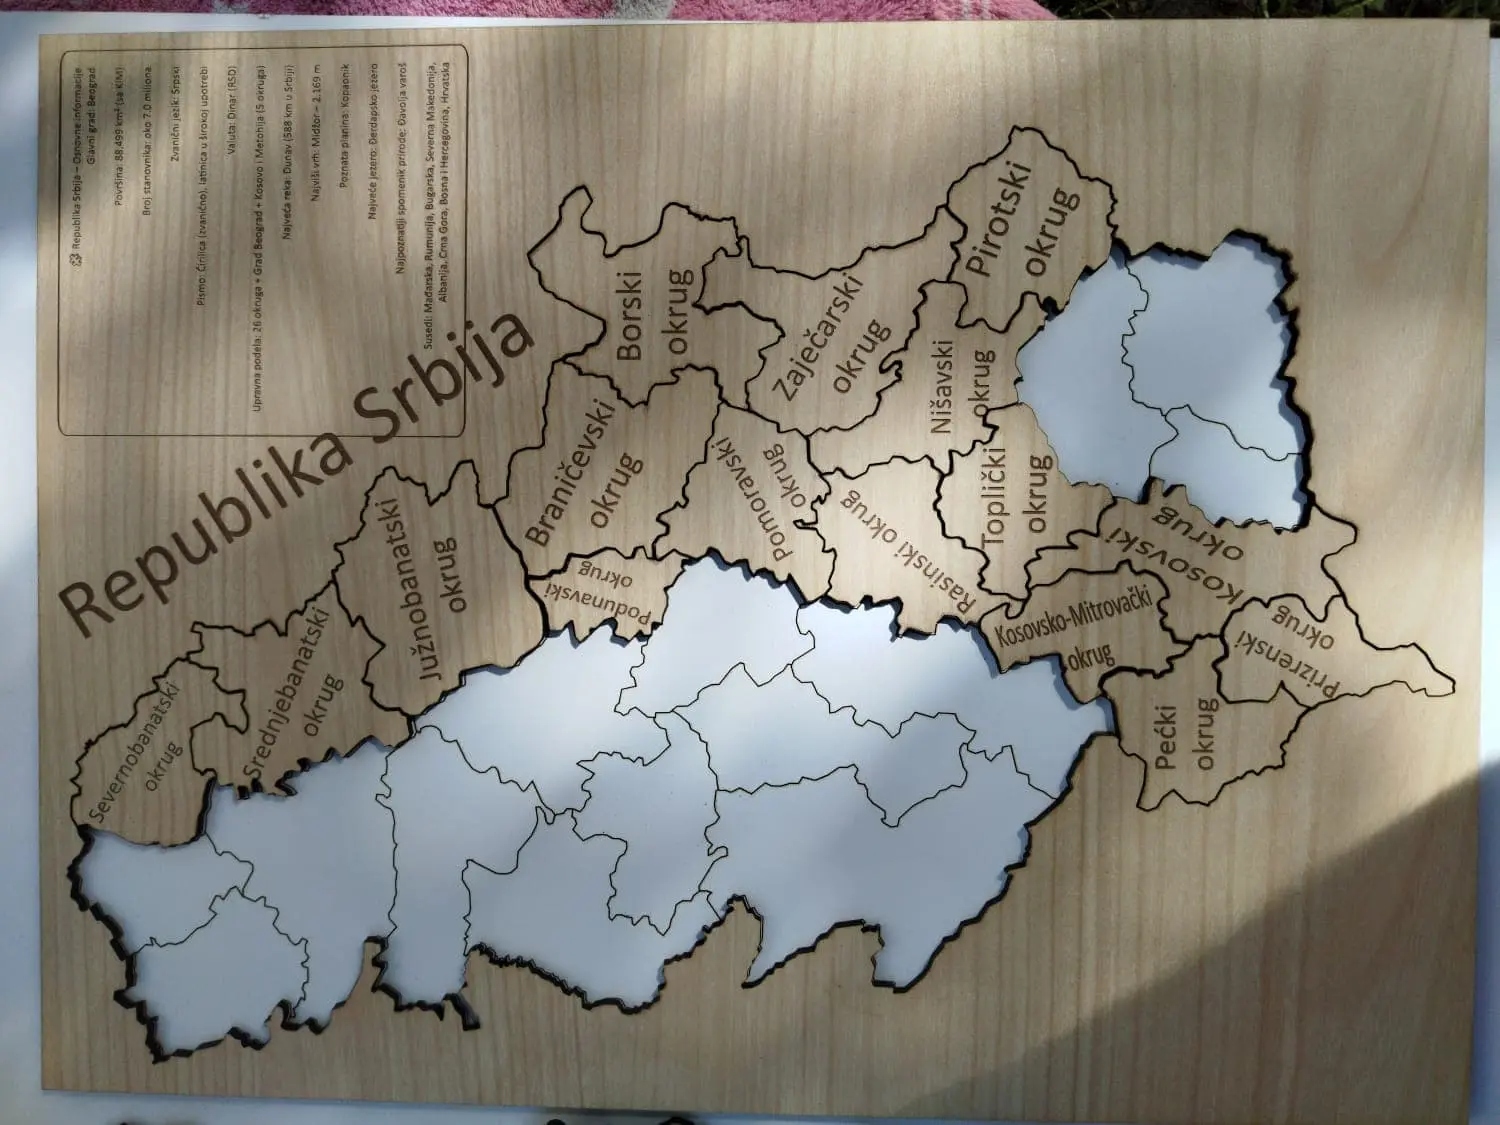 Republika Srbija – Osnovne informacije
Glavni grad: Beograd
Površina: 88.499 km² (sa KiM)
Broj stanovnika: oko 7.0 miliona
Zvanični jezik: Srpski
Pismo: Ćirilica (zvanično), latinica u širokoj upotrebi
Valuta: Dinar (RSD)
Upravna podela: 26 okruga + Grad Beograd + Kosovo i Metohija (5 okruga)
Najveća reka: Dunav (588 km u Srbiji)
Najviši vrh: Midžor – 2.169 m
Poznata planina: Kopaonik
Najveće jezero: Đerdapsko jezero
Najpoznatiji spomenik prirode: Đavolja varoš
Susedi: Mađarska, Rumunija, Bugarska, Severna Makedonija,
Albanija, Crna Gora, Bosna i Hercegovina, Hrvatska
Republika Srbija
Severnobanatski
okrug
Srednjebanatski
okrug
Južnobanatski
okrug
Braničevski
okrug
Borski
okrug
Podunavski
okrug
Pomoravski
okrug
Zaječarski
okrug
Rasinski okrug
Nišavski
okrug
Pirotski
okrug
Toplički
okrug
Kosovski
okrug
Kosovsko-Mitrovački
okrug
Pećki
okrug
Prizrenski
okrug